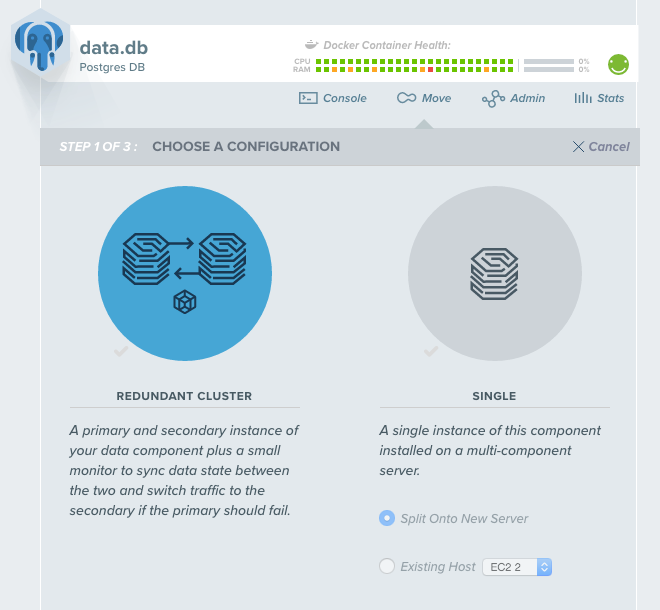 data.db
Postgres DB
Docker Container Health:
CPU 0%
RAM 0%
Console Move Admin Stats
STEP 1 OF 3 : CHOOSE A CONFIGURATION Cancel
REDUNDANT CLUSTER
A primary and secondary instance of
your data component plus a small
monitor to sync data state between
the two and switch traffic to the
secondary if the primary should fail.
SINGLE
A single instance of this component
installed on a multi-component
server.
Split Onto New Server
Existing Host EC2 2